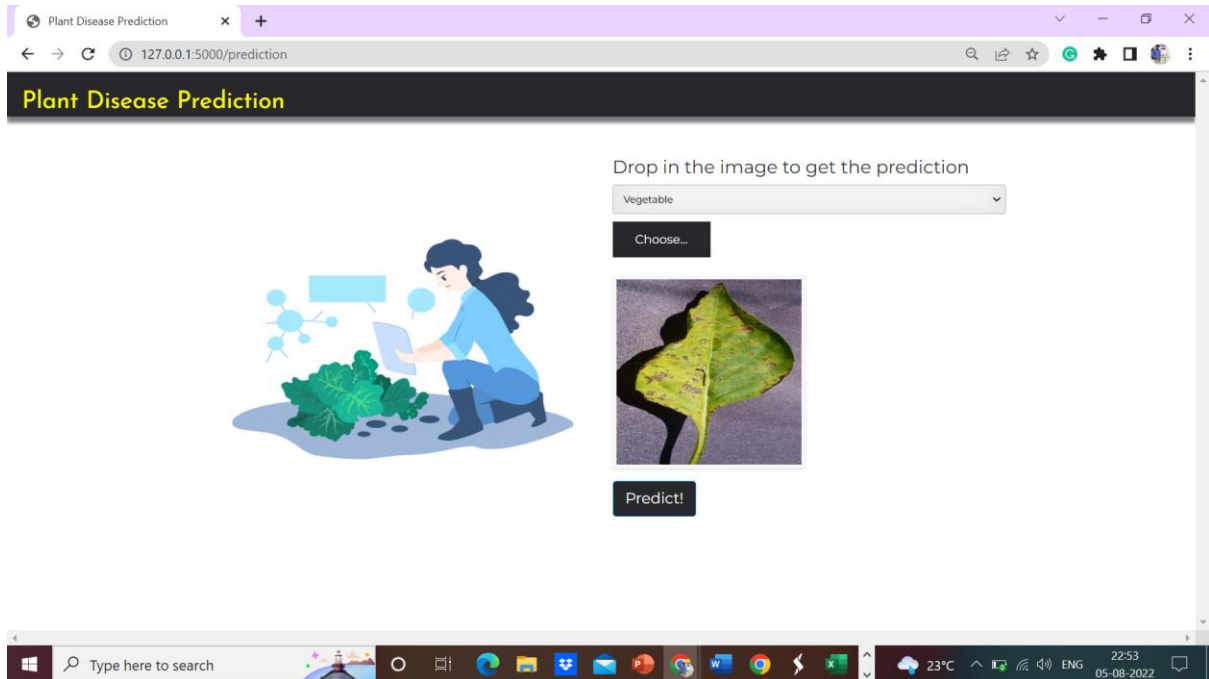 Plant Disease Prediction
127.0.0.1:5000/prediction
Plant Disease Prediction
Drop in the image to get the prediction
Vegetable
Choose...
Predict!
Type here to search
23°C
ENG
22:53
05-08-2022